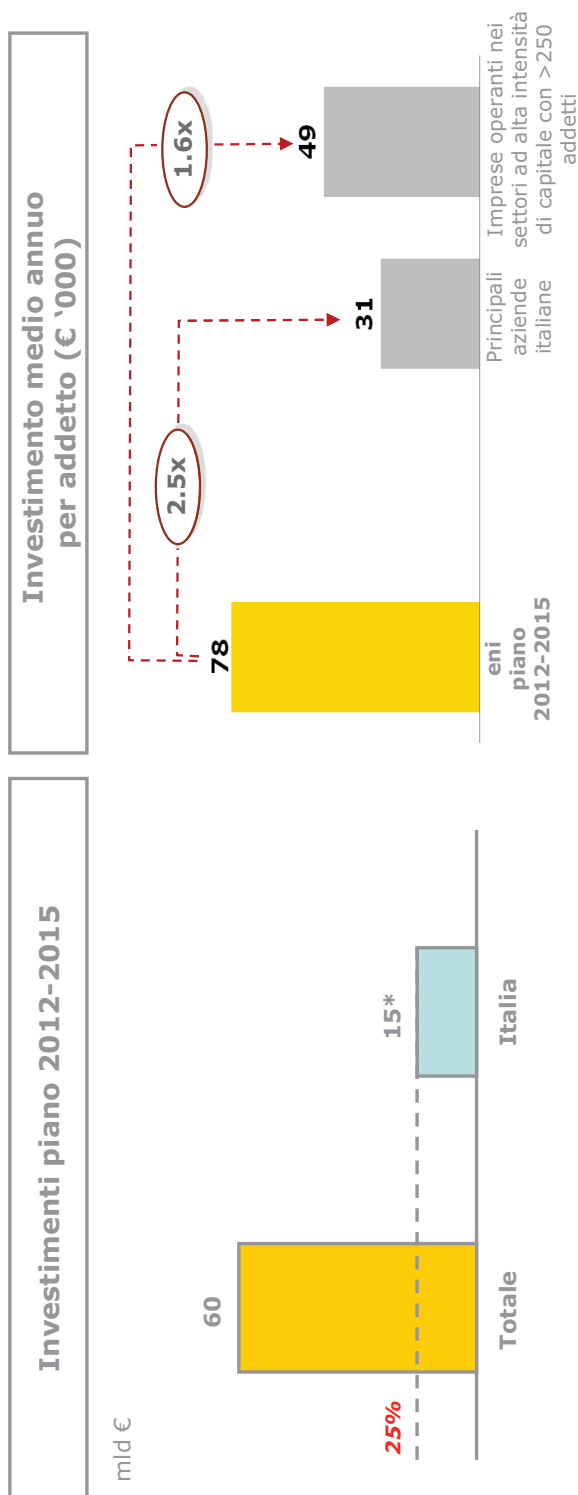 Investimenti piano 2012-2015
mld €
60
15*
25%
Totale
Italia
Investimento medio annuo
per addetto (€ ‘000)
2.5x
1.6x
78
31
49
eni
piano
2012-2015
Principali
aziende
italiane
Imprese operanti nei
settori ad alta intensità
di capitale con >250
addetti